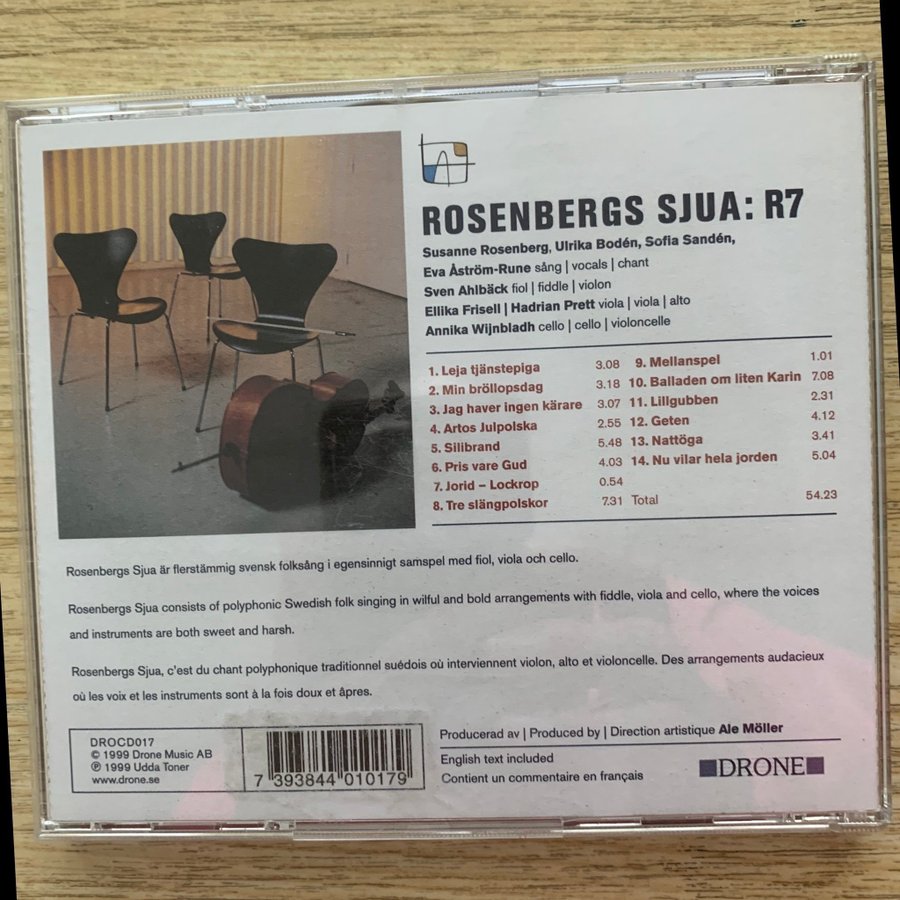 ROSENBERGS SJUA: R7
Susanne Rosenberg, Ulrika Bodén, Sofia Sandén,
Eva Åström-Rune sång | vocals | chant
Sven Ahlbäck fiol | fiddle | violon
Ellika Frisell | Hadrian Prett viola | viola | alto
Annika Wijnbladh cello | cello | violoncelle
1. Leja tjänstepiga 3.08
2. Min bröllopsdag 3.18
3. Jag haver ingen kärare 3.07
4. Artos Julpolska 2.55
5. Silibrand 5.48
6. Pris vare Gud 4.03
7. Jorid – Lockrop 0.54
8. Tre slängpolskor 7.31
9. Mellanspel 1.01
10. Balladen om liten Karin 7.08
11. Lillgubben 2.31
12. Geten 4.12
13. Nattöga 3.41
14. Nu vilar hela jorden 5.04
Total 54.23
Rosenbergs Sjua är flerstämmig svensk folksång i egensinnigt samspel med fiol, viola och cello.
Rosenbergs Sjua consists of polyphonic Swedish folk singing in wilful and bold arrangements with fiddle, viola and cello, where the voices
and instruments are both sweet and harsh.
Rosenbergs Sjua, c'est du chant polyphonique traditionnel suédois où interviennent violon, alto et violoncelle. Des arrangements audacieux
où les voix et les instruments sont à la fois doux et âpres.
DROCD017
© 1999 Drone Music AB
℗ 1999 Udda Toner
www.drone.se
7 393844 010179
Producerad av | Produced by | Direction artistique Ale Möller
English text included
Contient un commentaire en français
DRONE